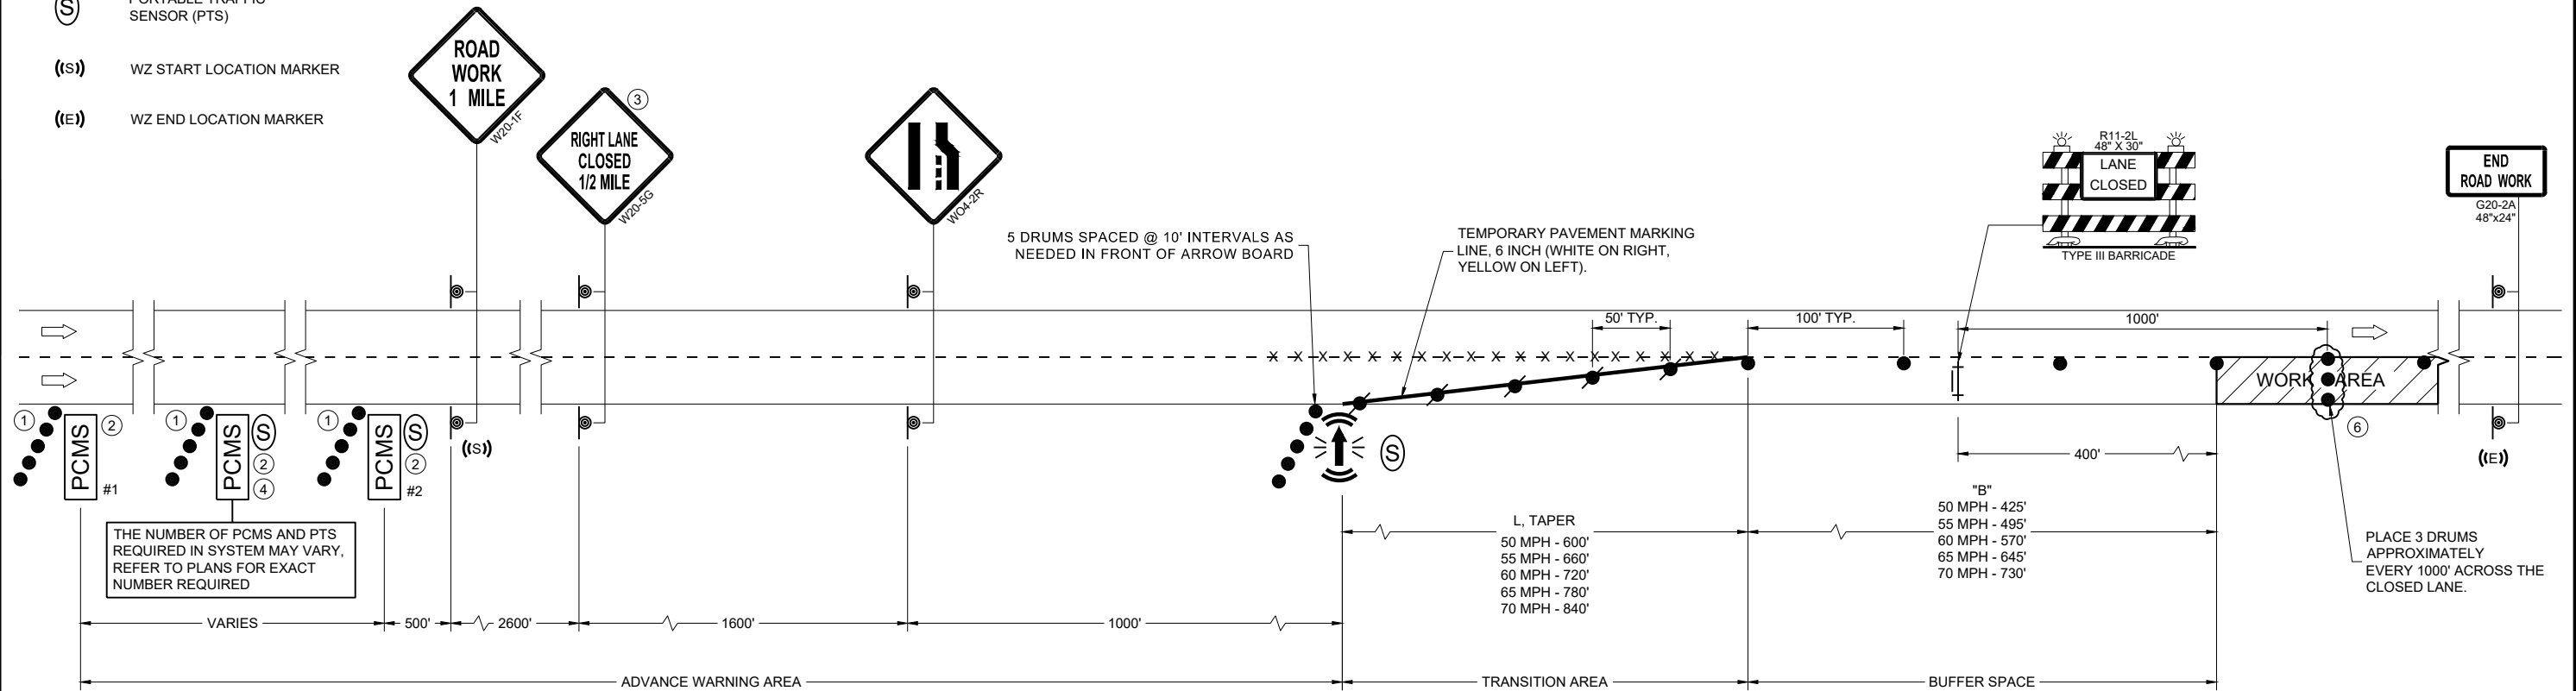 PORTABLE TRAFFIC
SENSOR (PTS)
S
((S)) WZ START LOCATION MARKER
((E)) WZ END LOCATION MARKER
ROAD
WORK
1 MILE
W20-1F
3
RIGHT LANE
CLOSED
1/2 MILE
W20-5G
WO4-2R
R11-2L
48" X 30"
LANE
CLOSED
TYPE III BARRICADE
END
ROAD WORK
G20-2A
48"x24"
5 DRUMS SPACED @ 10' INTERVALS AS
NEEDED IN FRONT OF ARROW BOARD
TEMPORARY PAVEMENT MARKING
LINE, 6 INCH (WHITE ON RIGHT,
YELLOW ON LEFT).
50' TYP.
100' TYP.
1000'
X X X X X X X X X X X X X X X X X X X
WORK AREA
1
PCMS
2
#1
1
PCMS
S
2
4
1
PCMS
S
2
#2
((S))
S
6
((E))
400'
THE NUMBER OF PCMS AND PTS
REQUIRED IN SYSTEM MAY VARY,
REFER TO PLANS FOR EXACT
NUMBER REQUIRED
L, TAPER
50 MPH - 600'
55 MPH - 660'
60 MPH - 720'
65 MPH - 780'
70 MPH - 840'
"B"
50 MPH - 425'
55 MPH - 495'
60 MPH - 570'
65 MPH - 645'
70 MPH - 730'
PLACE 3 DRUMS
APPROXIMATELY
EVERY 1000' ACROSS THE
CLOSED LANE.
VARIES
500'
2600'
1600'
1000'
ADVANCE WARNING AREA
TRANSITION AREA
BUFFER SPACE